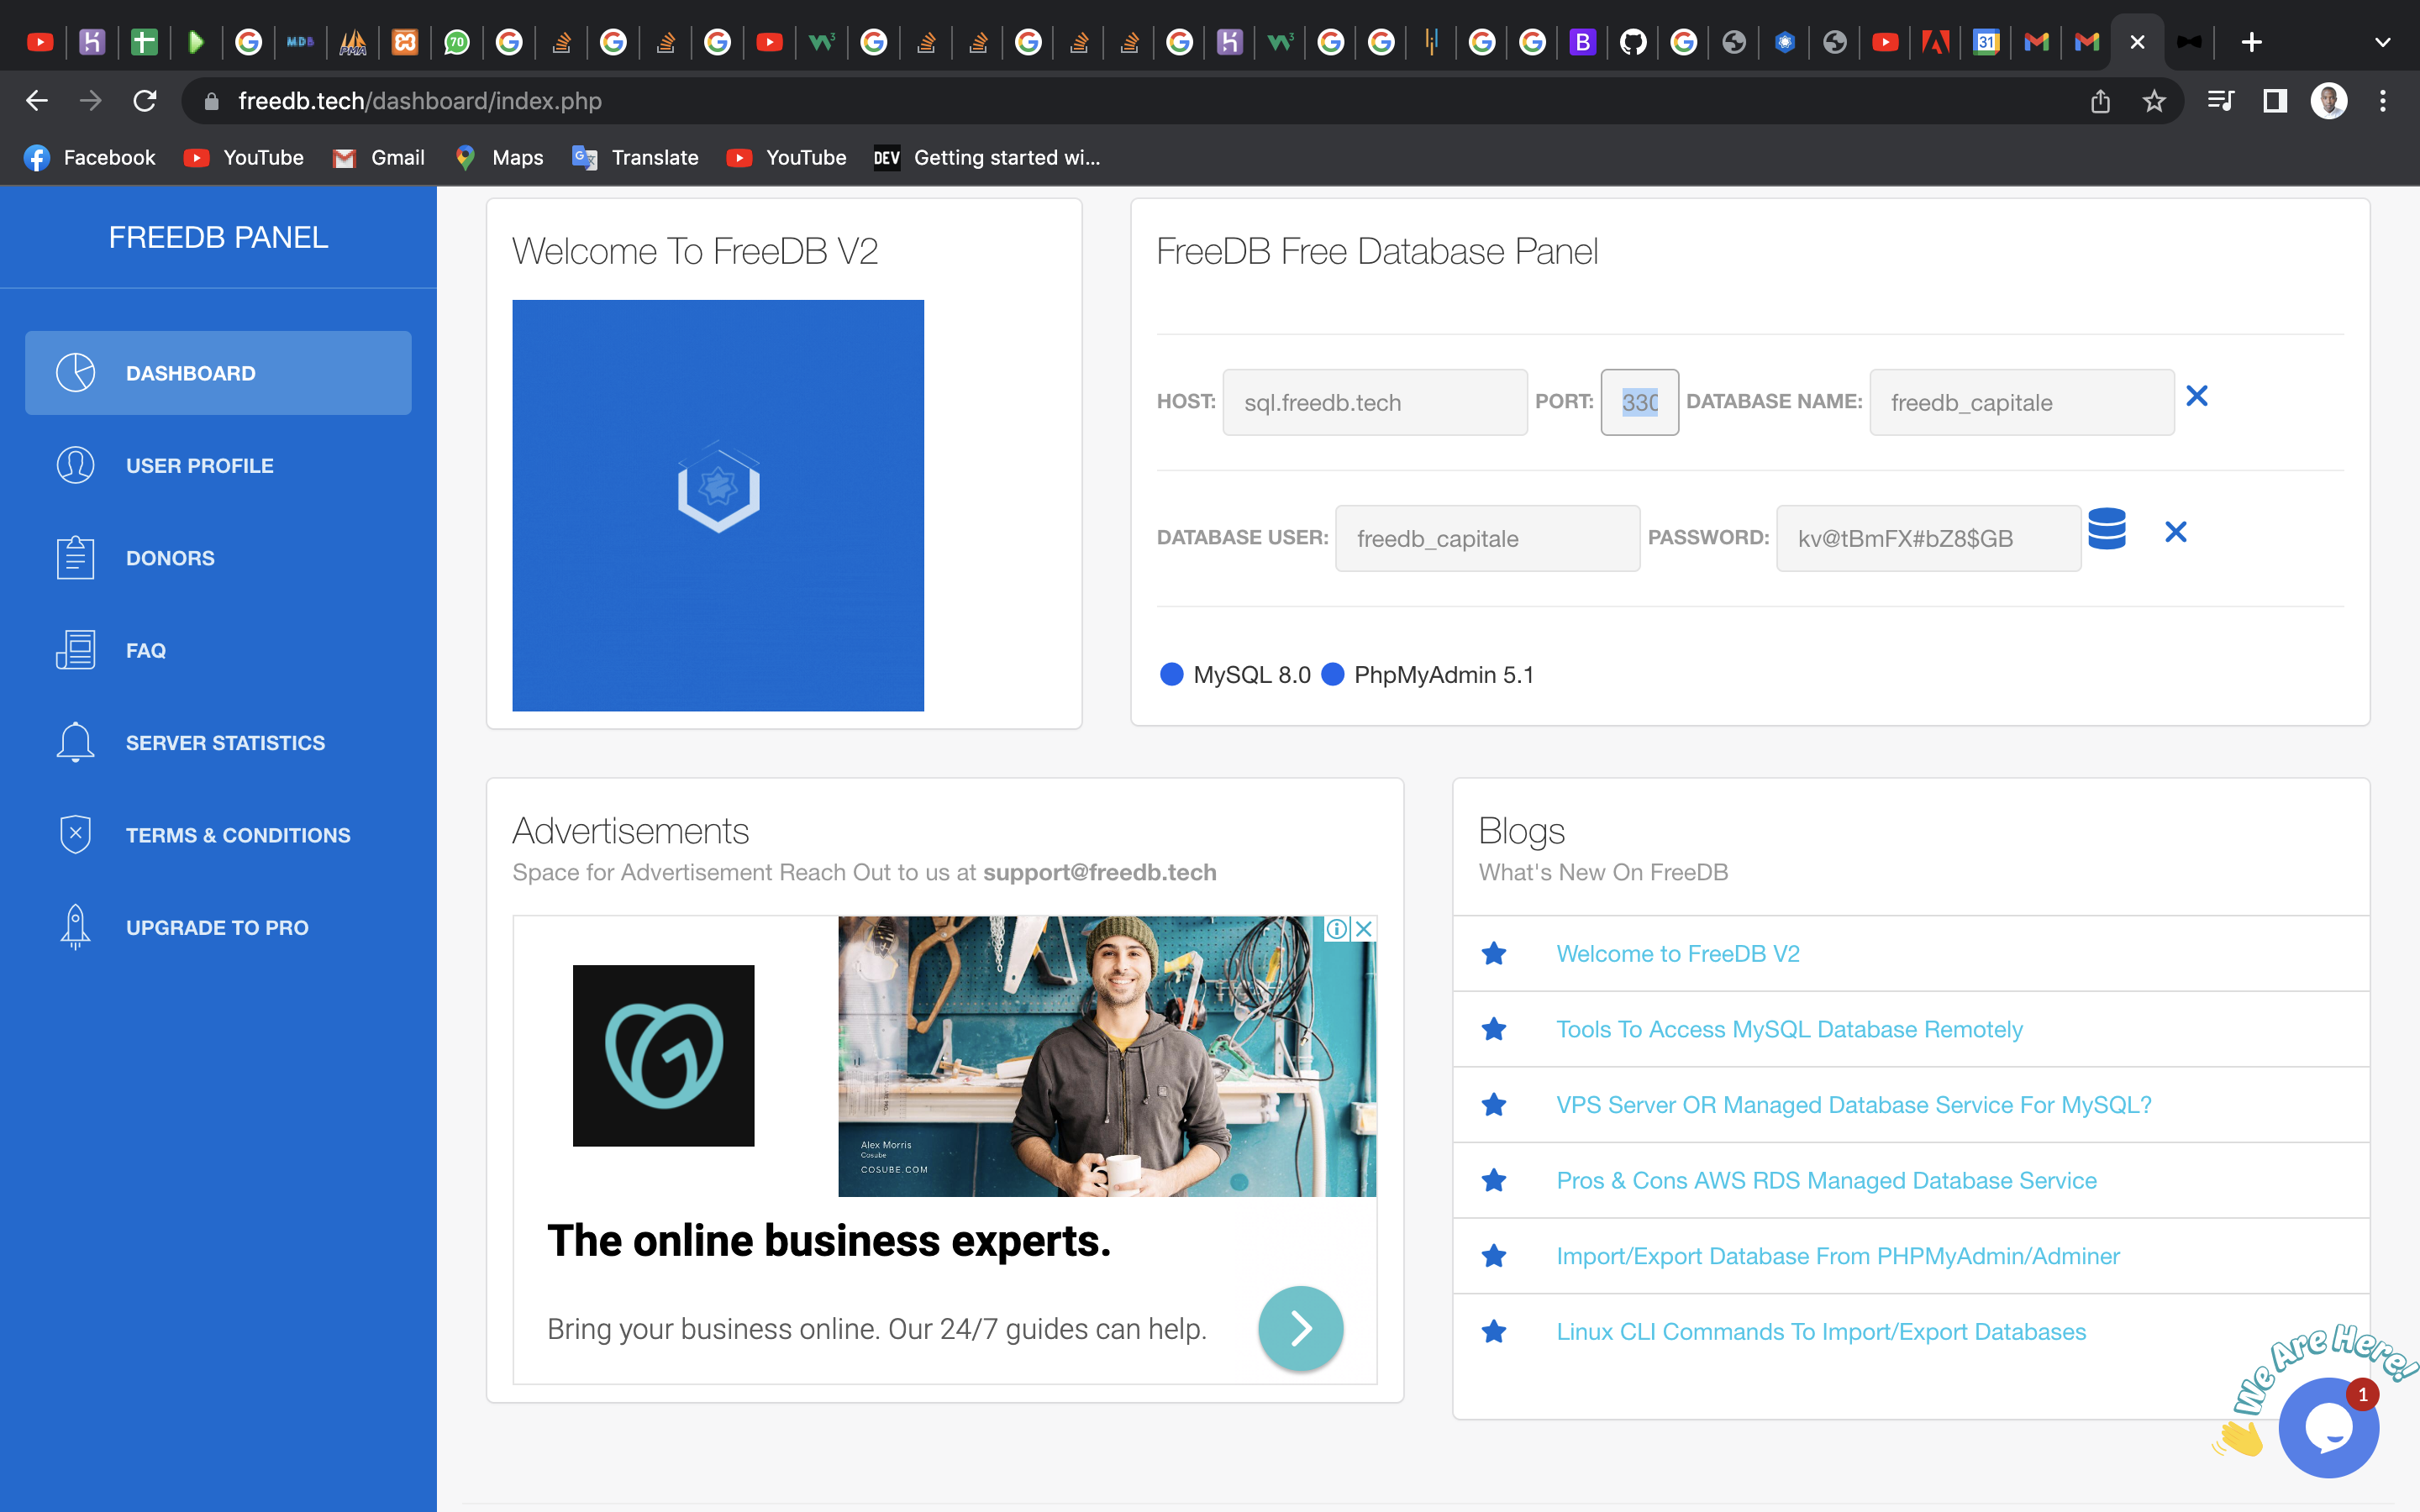 70
31
freedb.tech/dashboard/index.php
Facebook YouTube Gmail Maps Translate YouTube DEV Getting started wi...
FREEDB PANEL
DASHBOARD
USER PROFILE
DONORS
FAQ
SERVER STATISTICS
TERMS & CONDITIONS
UPGRADE TO PRO
Welcome To FreeDB V2
FreeDB Free Database Panel
HOST: sql.freedb.tech PORT: 330 DATABASE NAME: freedb_capitale
DATABASE USER: freedb_capitale PASSWORD: kv@tBmFX#bZ8$GB
MySQL 8.0 PhpMyAdmin 5.1
Advertisements
Space for Advertisement Reach Out to us at support@freedb.tech
Alex Morris
Cosube
COSUBE.COM
The online business experts.
Bring your business online. Our 24/7 guides can help.
Blogs
What's New On FreeDB
Welcome to FreeDB V2
Tools To Access MySQL Database Remotely
VPS Server OR Managed Database Service For MySQL?
Pros & Cons AWS RDS Managed Database Service
Import/Export Database From PHPMyAdmin/Adminer
Linux CLI Commands To Import/Export Databases
We Are Here!
1